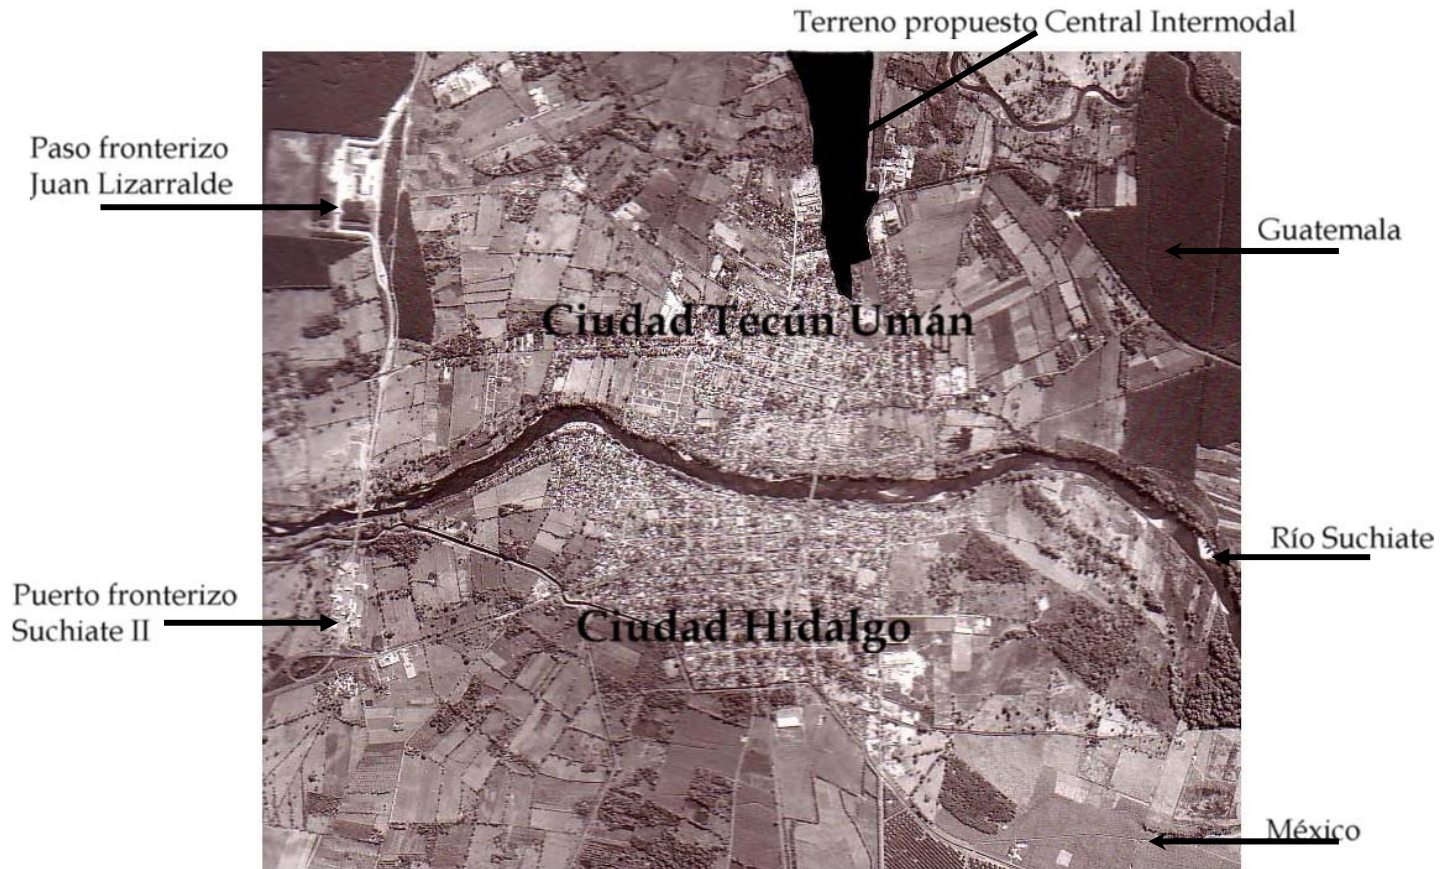 Terreno propuesto Central Intermodal
Paso fronterizo
Juan Lizarralde
Guatemala
Ciudad Tecún Umán
Río Suchiate
Puerto fronterizo
Suchiate II
Ciudad Hidalgo
México